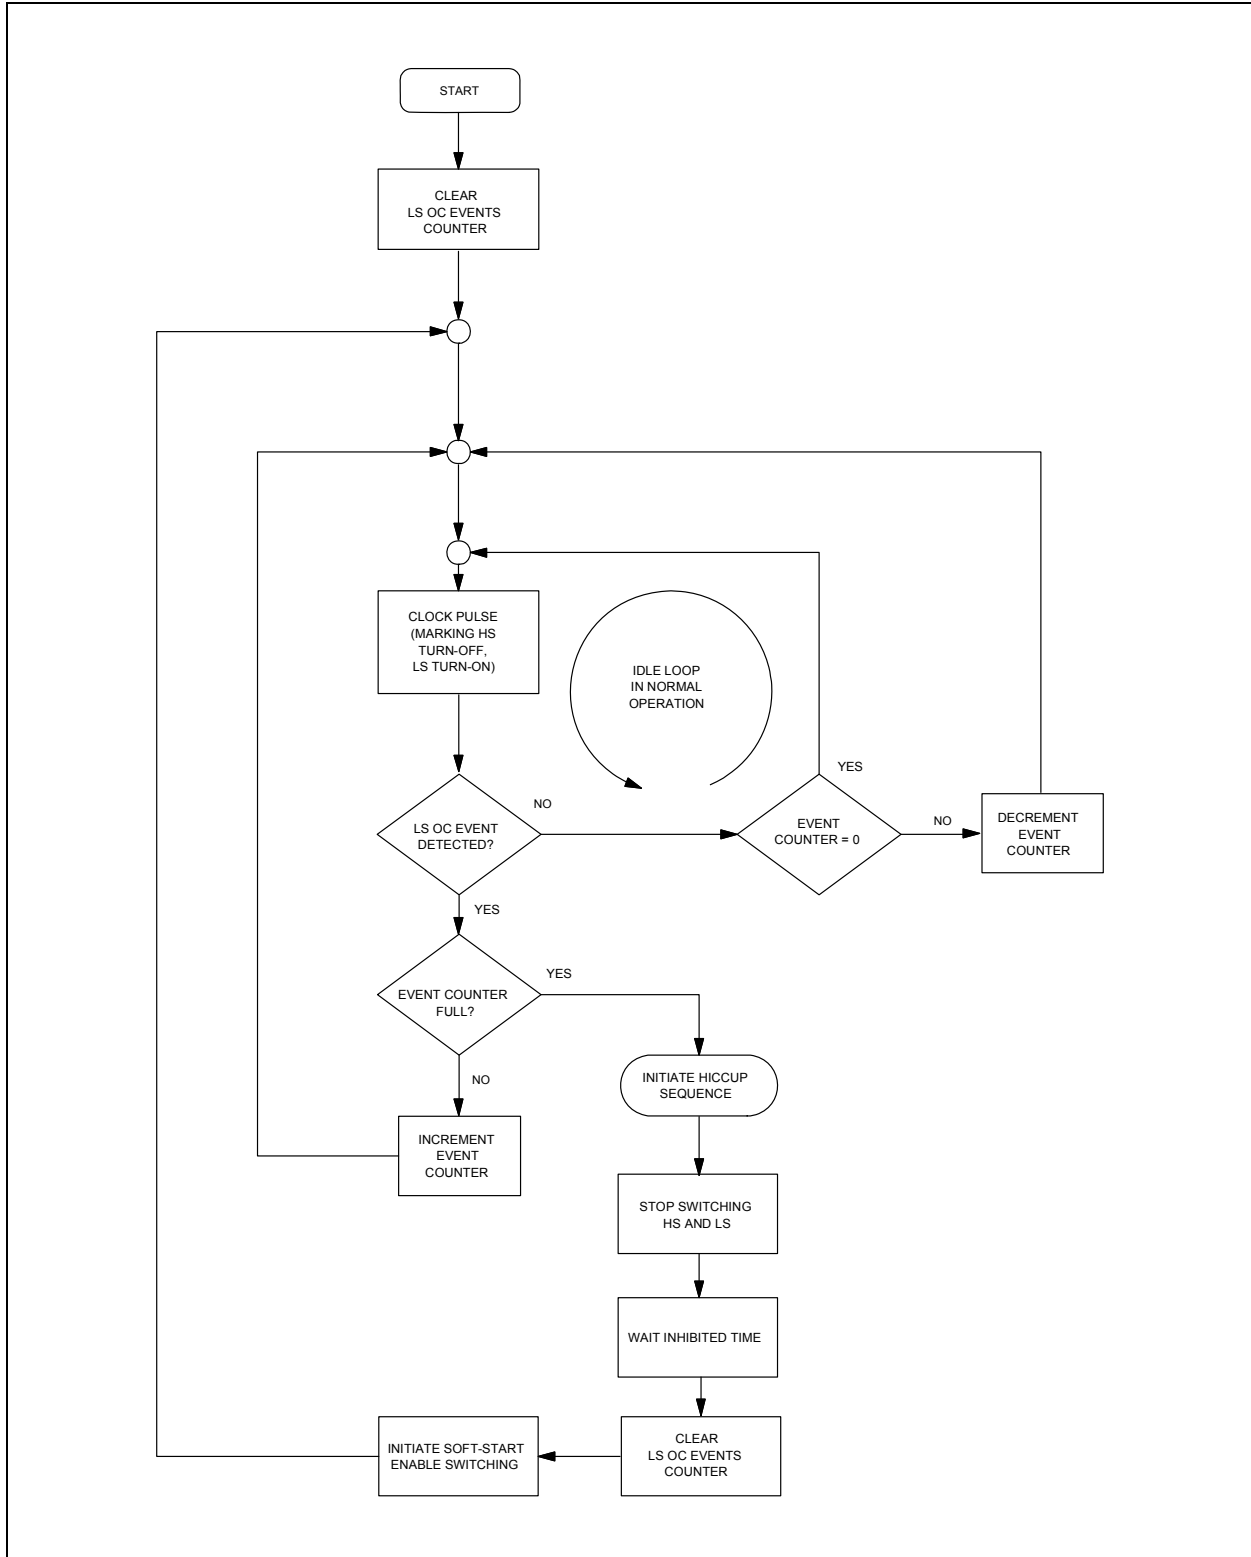 START
CLEAR
LS OC EVENTS
COUNTER
CLOCK PULSE
(MARKING HS
TURN-OFF,
LS TURN-ON)
IDLE LOOP
IN NORMAL
OPERATION
YES
NO
LS OC EVENT
DETECTED?
EVENT
COUNTER = 0
NO
DECREMENT
EVENT
COUNTER
YES
EVENT COUNTER
FULL?
YES
NO
INITIATE HICCUP
SEQUENCE
INCREMENT
EVENT
COUNTER
STOP SWITCHING
HS AND LS
WAIT INHIBITED TIME
CLEAR
LS OC EVENTS
COUNTER
INITIATE SOFT-START
ENABLE SWITCHING